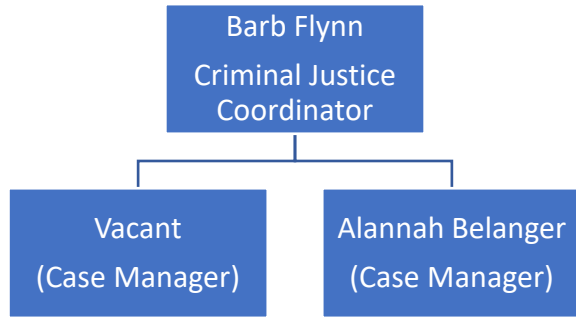 Barb Flynn
Criminal Justice
Coordinator
Vacant
(Case Manager)
Alannah Belanger
(Case Manager)